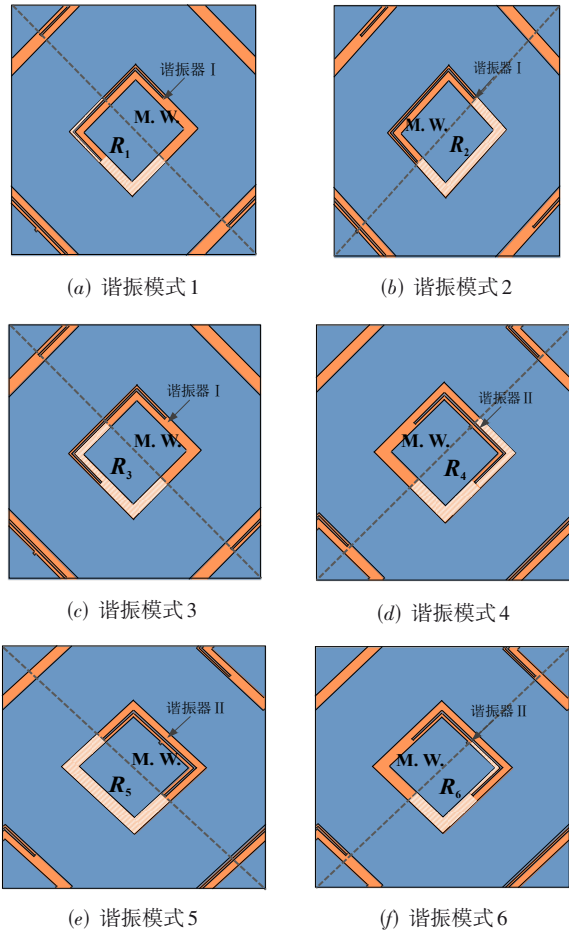 谐振器 I
M. W.
R1
(a) 谐振模式1
谐振器 I
M. W.
R2
(b) 谐振模式2
谐振器 I
M. W.
R3
(c) 谐振模式3
谐振器 II
M. W.
R4
(d) 谐振模式4
谐振器 II
M. W.
R5
(e) 谐振模式5
谐振器 II
M. W.
R6
(f) 谐振模式6